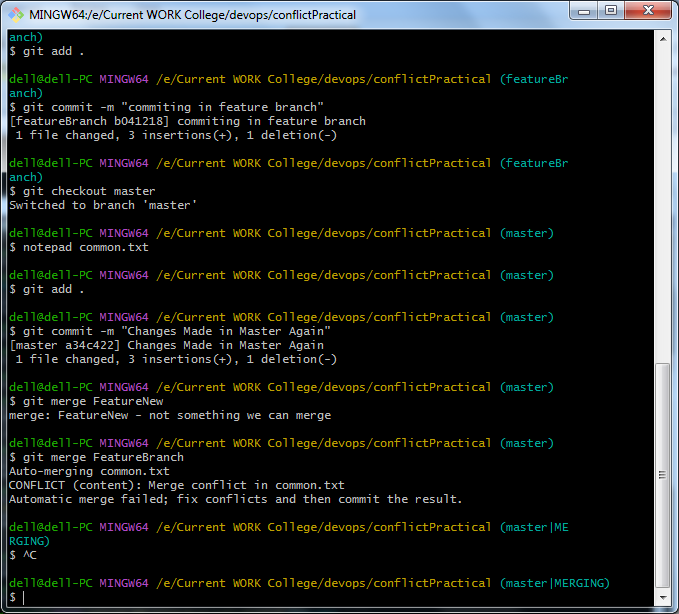 MINGW64:/e/Current WORK College/devops/conflictPractical
anch)
$ git add .
dell@dell-PC MINGW64 /e/Current WORK College/devops/conflictPractical (featureBr
anch)
$ git commit -m "commiting in feature branch"
[featureBranch b041218] commiting in feature branch
 1 file changed, 3 insertions(+), 1 deletion(-)
dell@dell-PC MINGW64 /e/Current WORK College/devops/conflictPractical (featureBr
anch)
$ git checkout master
Switched to branch 'master'
dell@dell-PC MINGW64 /e/Current WORK College/devops/conflictPractical (master)
$ notepad common.txt
dell@dell-PC MINGW64 /e/Current WORK College/devops/conflictPractical (master)
$ git add .
dell@dell-PC MINGW64 /e/Current WORK College/devops/conflictPractical (master)
$ git commit -m "Changes Made in Master Again"
[master a34c422] Changes Made in Master Again
 1 file changed, 3 insertions(+), 1 deletion(-)
dell@dell-PC MINGW64 /e/Current WORK College/devops/conflictPractical (master)
$ git merge FeatureNew
merge: FeatureNew - not something we can merge
dell@dell-PC MINGW64 /e/Current WORK College/devops/conflictPractical (master)
$ git merge FeatureBranch
Auto-merging common.txt
CONFLICT (content): Merge conflict in common.txt
Automatic merge failed; fix conflicts and then commit the result.
dell@dell-PC MINGW64 /e/Current WORK College/devops/conflictPractical (master|ME
RGING)
$ ^C
dell@dell-PC MINGW64 /e/Current WORK College/devops/conflictPractical (master|MERGING)
$